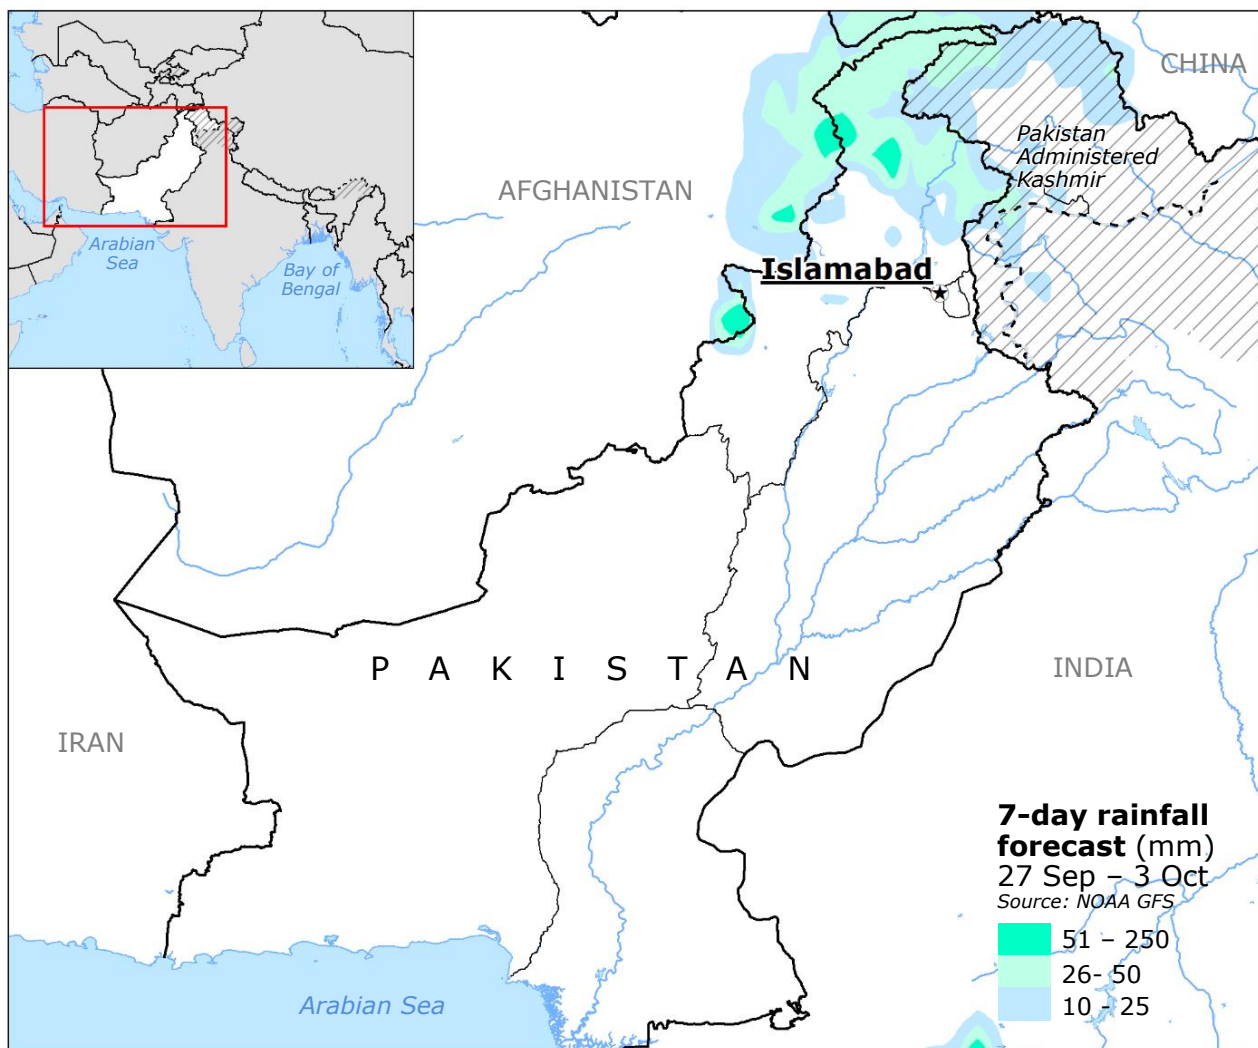 Arabian
Sea
Bay of
Bengal
CHINA
Pakistan
Administered
Kashmir
AFGHANISTAN
Islamabad
PAKISTAN
INDIA
IRAN
Arabian Sea
7-day rainfall
forecast (mm)
27 Sep – 3 Oct
Source: NOAA GFS
51 – 250
26- 50
10 - 25